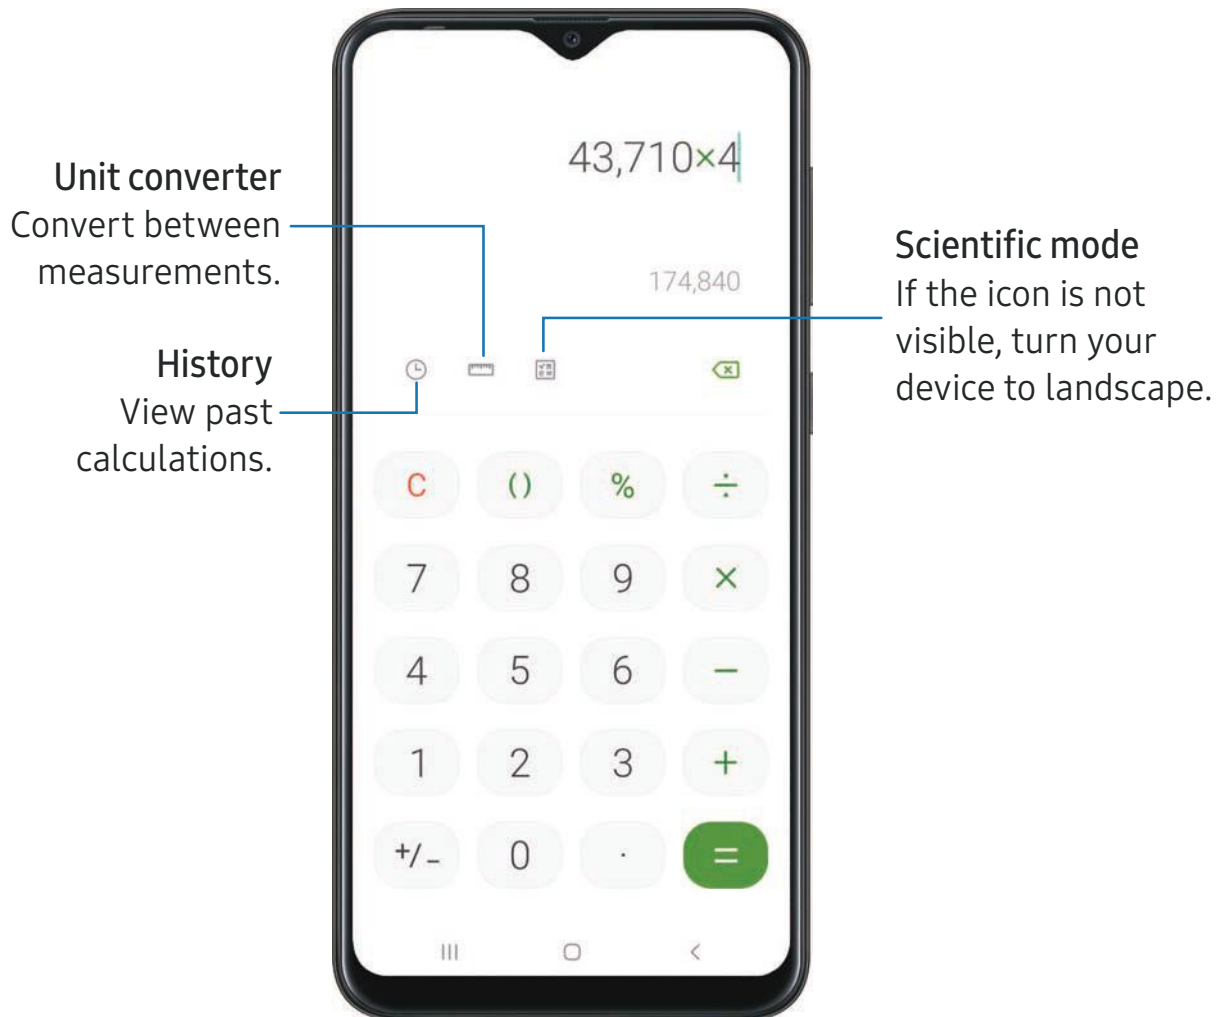 43,710×4
Unit converter
Convert between
measurements.
174,840
Scientific mode
If the icon is not
visible, turn your
device to landscape.
History
View past
calculations.
C () % ÷
7 8 9 ×
4 5 6 −
1 2 3 +
+/− 0 . =